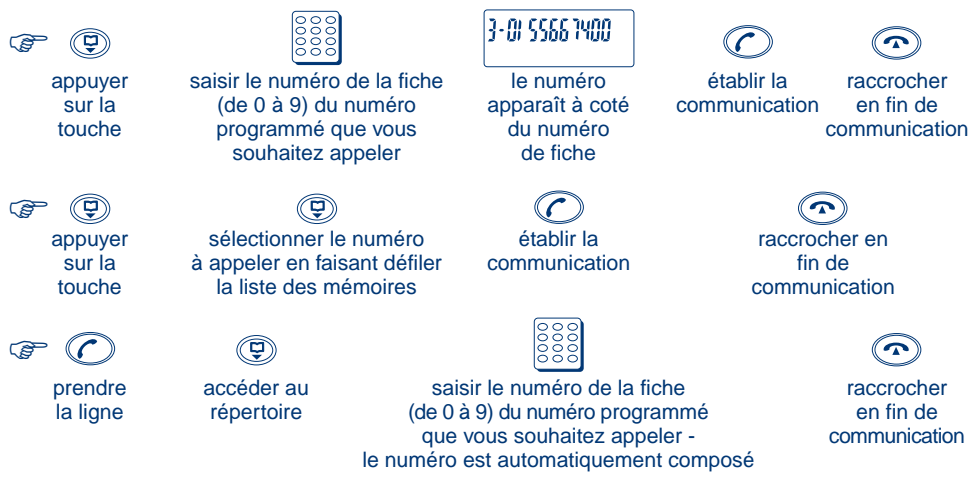 appuyer
sur la
touche
saisir le numéro de la fiche
(de 0 à 9) du numéro
programmé que vous
souhaitez appeler
3-01 55667400
le numéro
apparaît à coté
du numéro
de fiche
établir la
communication
raccrocher
en fin de
communication
appuyer
sur la
touche
sélectionner le numéro
à appeler en faisant défiler
la liste des mémoires
établir la
communication
raccrocher en
fin de
communication
prendre
la ligne
accéder au
répertoire
saisir le numéro de la fiche
(de 0 à 9) du numéro programmé
que vous souhaitez appeler -
le numéro est automatiquement composé
raccrocher
en fin de
communication